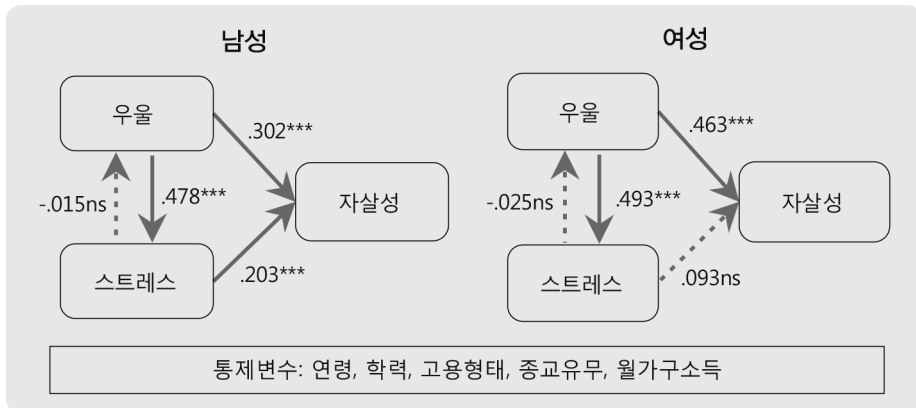 남성
우울
.302***
-.015ns
.478***
자살성
스트레스
.203***
여성
우울
.463***
-.025ns
.493***
자살성
스트레스
.093ns
통제변수: 연령, 학력, 고용형태, 종교유무, 월가구소득